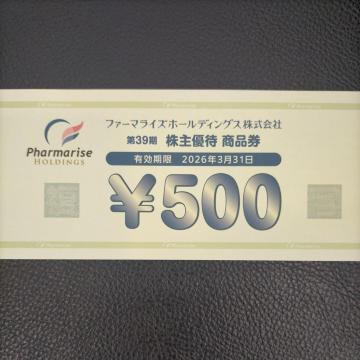 ファーマライズホールディングス株式会社
Pharmarise
HOLDINGS
第39期 株主優待 商品券
有効期限 2026年3月31日
¥500